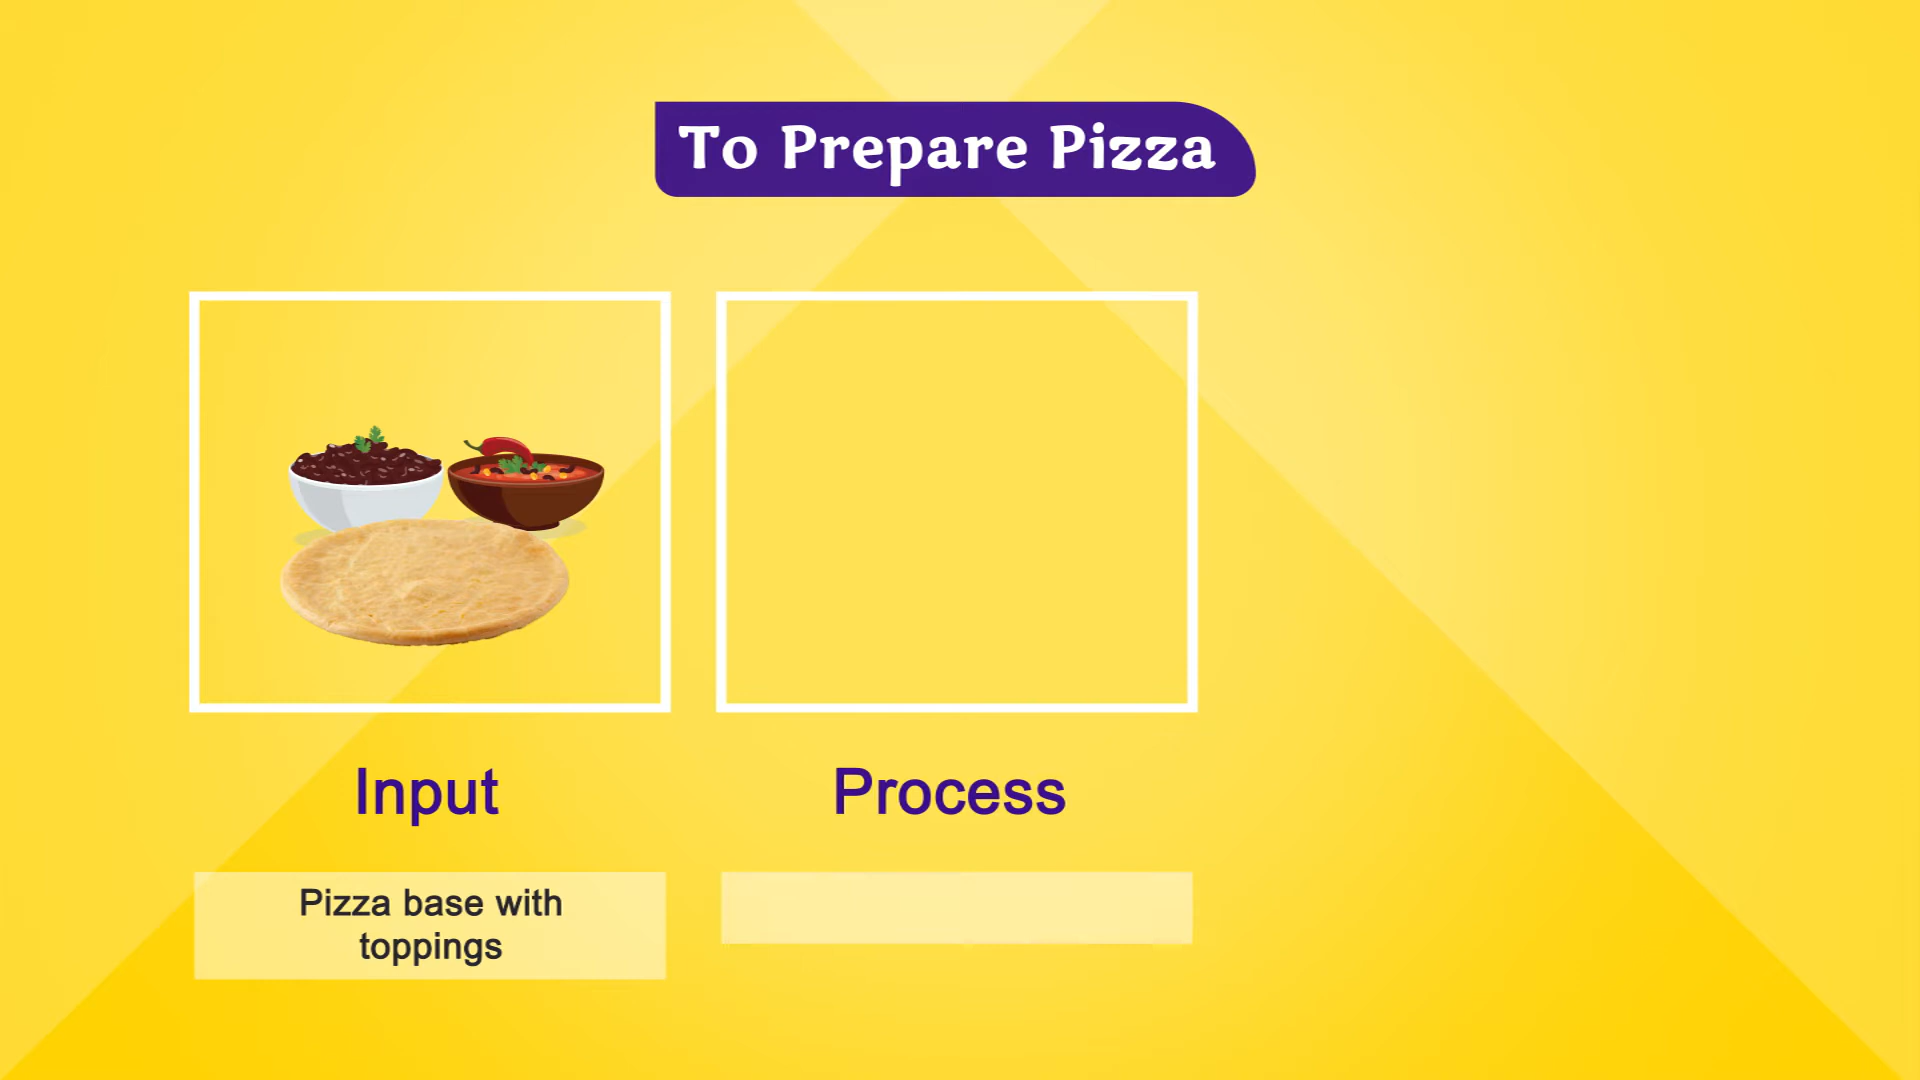 To Prepare Pizza
Input
Process
Pizza base with
toppings